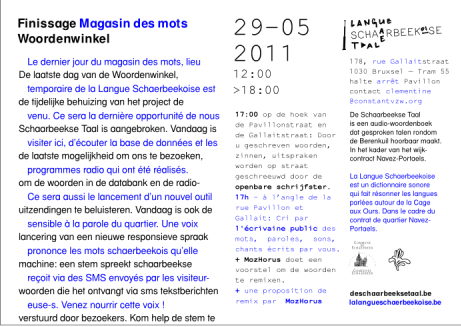 Finissage Magasin des mots
Woordenwinkel
Le dernier jour du magasin des mots, lieu
De laatste dag van de Woordenwinkel,
temporaire de la Langue Schaarbeekoise est
de tijdelijke behuizing van het project de
venu. Ce sera la dernière opportunité de nous
Schaarbeekse Taal is aangebroken. Vandaag is
visiter ici, d'écouter la base de données et les
de laatste mogelijkheid om ons te bezoeken,
programmes radio qui ont été réalisés.
om de woorden in de databank en de radio-
Ce sera aussi le lancement d'un nouvel outil
uitzendingen te beluisteren. Vandaag is ook de
sensible à la parole du quartier. Une voix
lancering van een nieuwe responsive spraak
prononce les mots schaarbeekois qu'elle
machine: een stem spreekt schaarbeekse
reçoit via des SMS envoyés par les visiteur-
woorden die het ontvangt via sms tekstberichten
euse-s. Venez nourrir cette voix !
verstuurd door bezoekers. Kom help de stem te
29-05
2011
12:00
>18:00
17:00 op de hoek van
de Pavillonstraat en
de Gallaitstraat: Door
u geschreven woorden,
zinnen, uitspraken
worden op straat
geschreeuwd door de
openbare schrijfster.
17h - à l'angle de la
rue Pavillon et
Gallait: Cri par
l'écrivaine public des
mots, paroles, sons,
chants écrits par vous.
+ MozHorus doet een
voorstel om de woorden
te remixen.
+ une proposition de
remix par MozHorus
LANGUE
SCHAARBEEKOISE
TAAL
178, rue Gallaitstraat
1030 Bruxsel – Tram 55
halte arrêt Pavillon
contact clementine
@constantvzw.org
De Schaarbeekse Taal
is een audio-woordenboek
dat gesproken talen rondom
de Berenkuil hoorbaar maakt.
In het kader van het wijk-
contract Navez-Portaels.
La Langue Schaarbeekoise
est un dictionnaire sonore
qui fait résonner les langues
parlées autour de la Cage
aux Ours. Dans le cadre du
contrat de quartier Navez-
Portaels.
deschaarbeeksetaal.be
lalangueschaerbeekoise.be